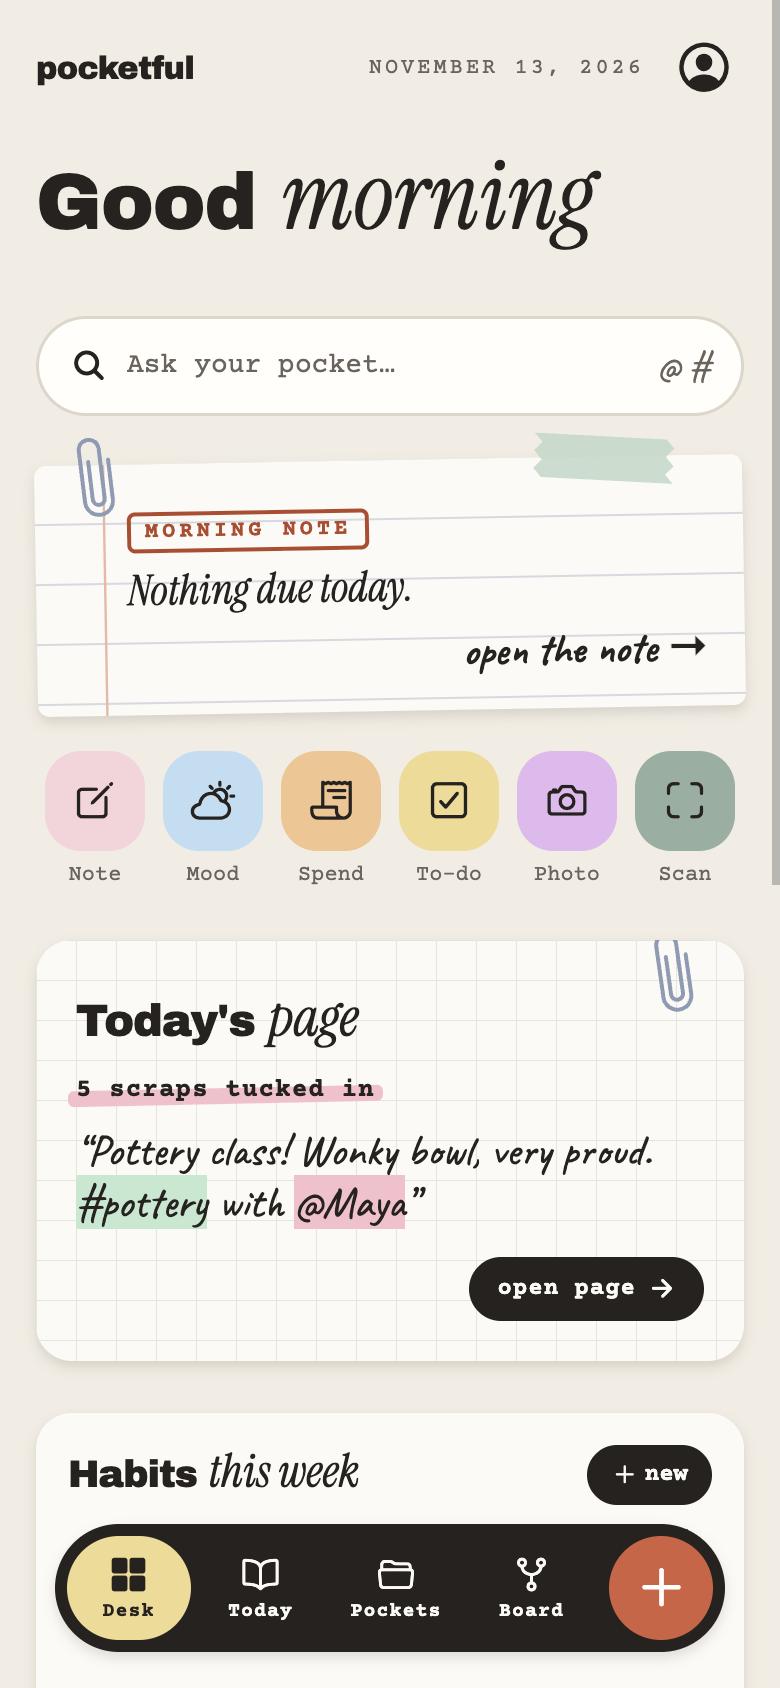 pocketful
NOVEMBER 13, 2026
Good morning
Ask your pocket…
@ #
MORNING NOTE
Nothing due today.
open the note →
Note
Mood
Spend
To-do
Photo
Scan
Today's page
5 scraps tucked in
“Pottery class! Wonky bowl, very proud.
#pottery with @Maya”
open page →
Habits this week
+ new
Desk
Today
Pockets
Board